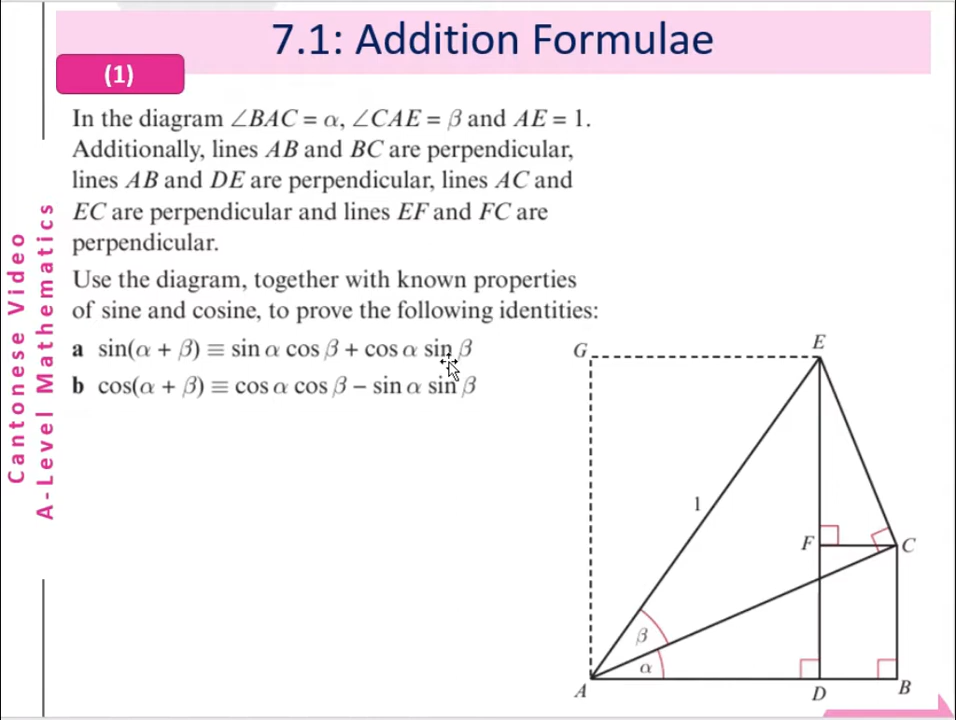 7.1: Addition Formulae
(1)
In the diagram ∠BAC = α, ∠CAE = β and AE = 1.
Additionally, lines AB and BC are perpendicular,
lines AB and DE are perpendicular, lines AC and
EC are perpendicular and lines EF and FC are
perpendicular.
Use the diagram, together with known properties
of sine and cosine, to prove the following identities:
a sin(α + β) ≡ sin α cos β + cos α sin β
b cos(α + β) ≡ cos α cos β − sin α sin β
Cantonese Video
A-Level Mathematics
G
E
1
F
C
β
α
A
D
B